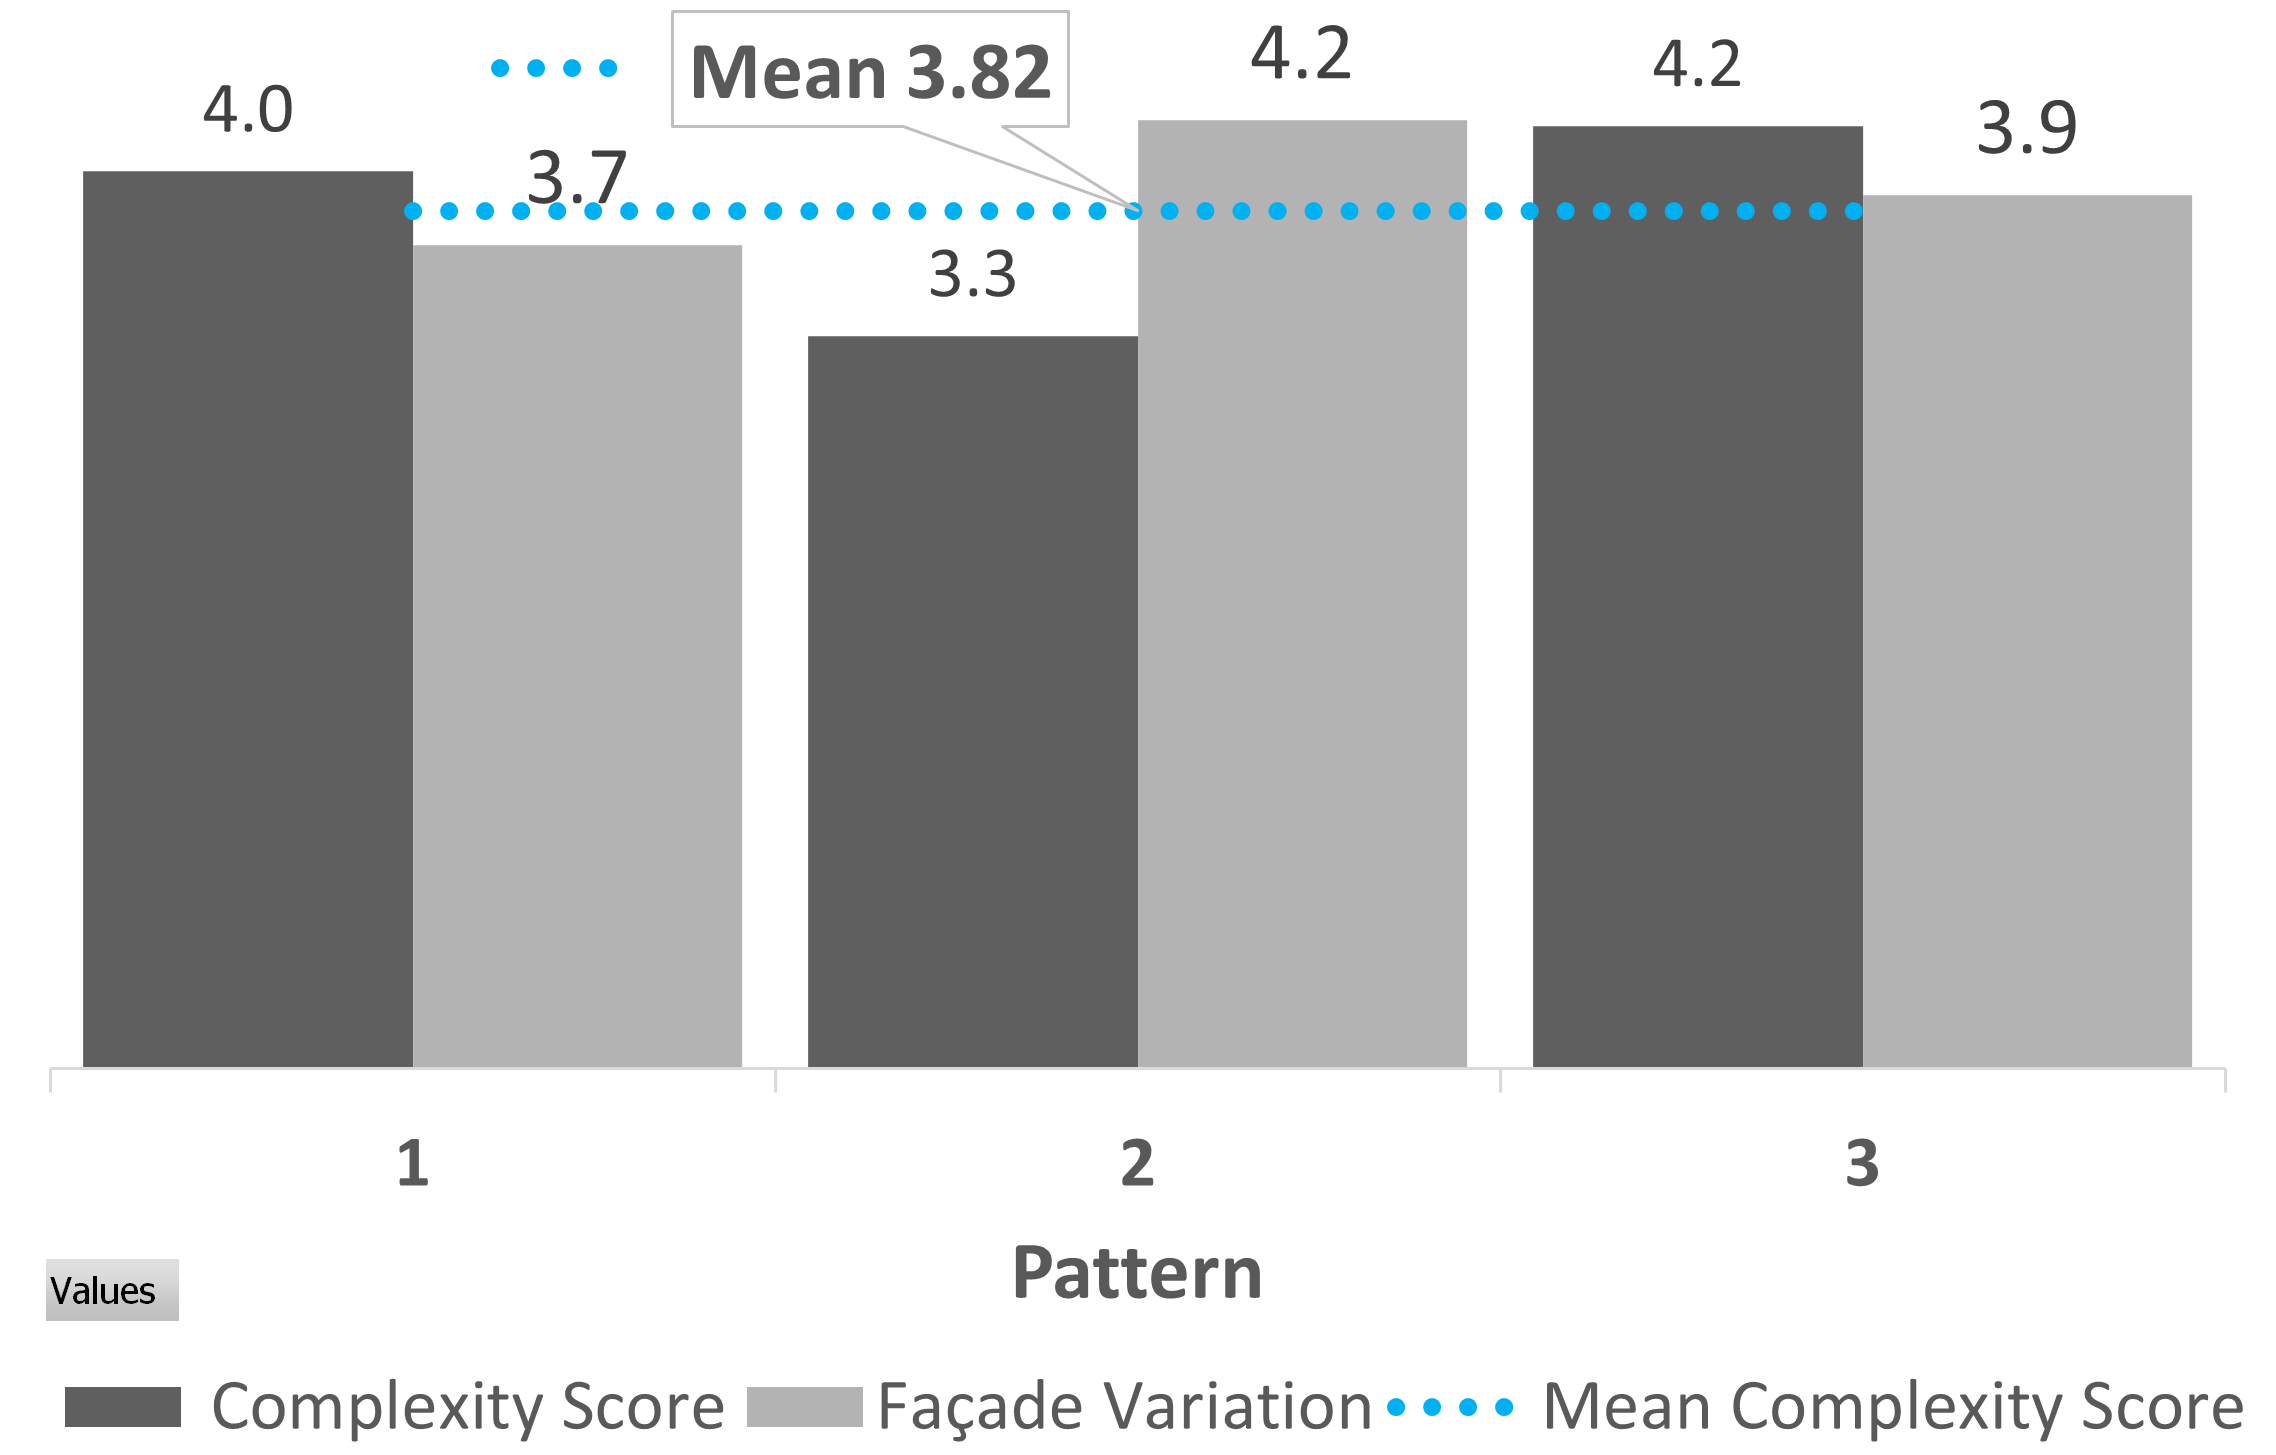 Mean 3.82
4.0
3.7
3.3
4.2
4.2
3.9
1
2
3
Pattern
Values
Complexity Score
Façade Variation
Mean Complexity Score